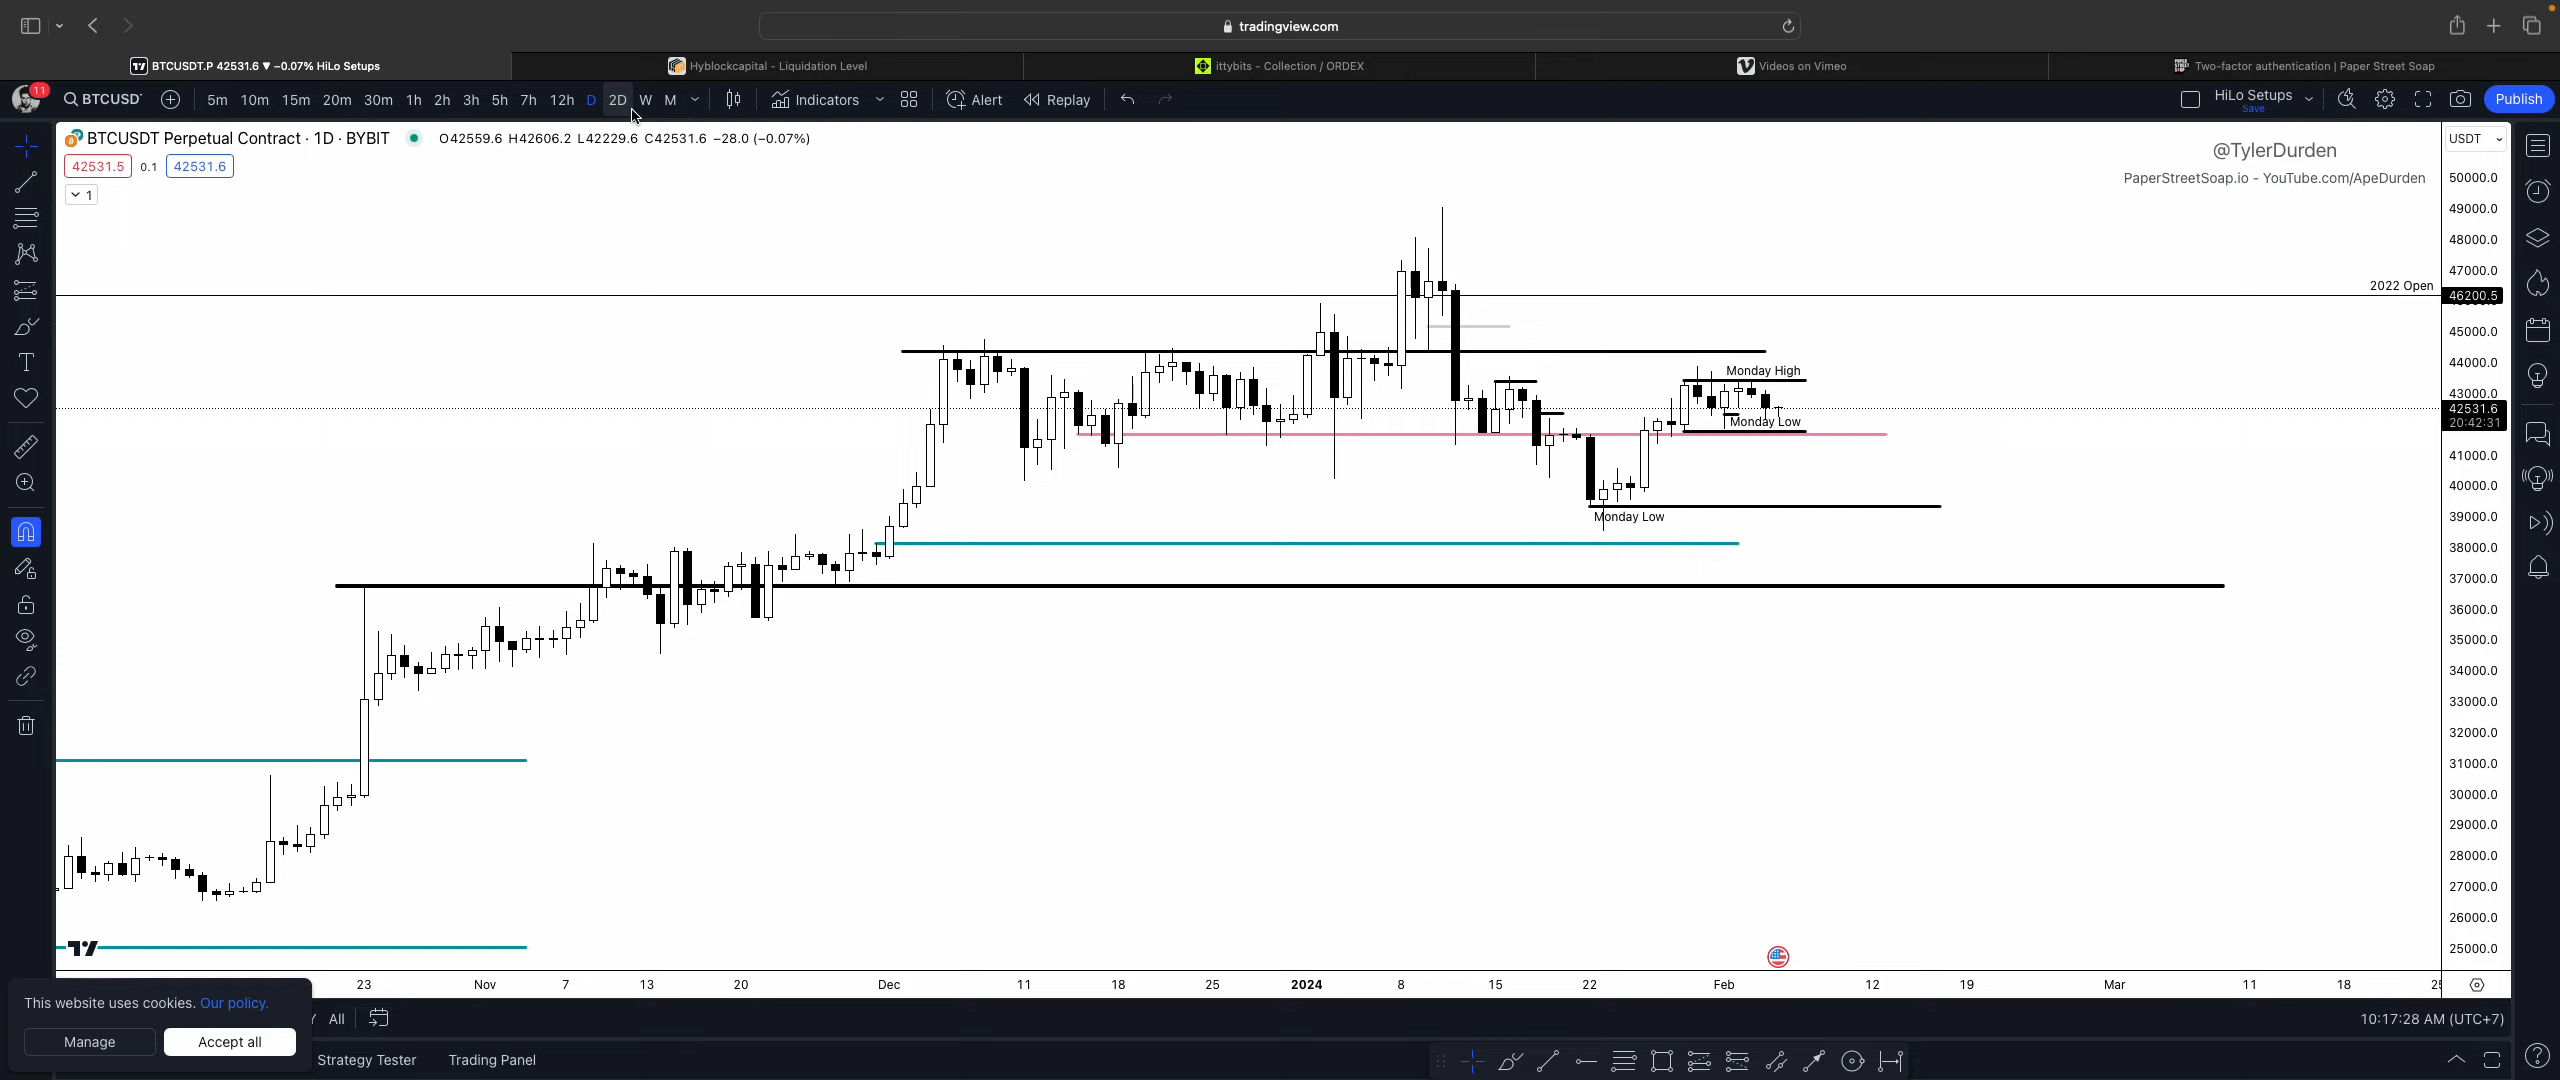 tradingview.com
BTCUSDT.P 42531.6 ▼ −0.07% HiLo Setups
Hyblockcapital - Liquidation Level
ittybits - Collection / ORDEX
Videos on Vimeo
Two-factor authentication | Paper Street Soap
11
BTCUSD
5m 10m 15m 20m 30m 1h 2h 3h 5h 7h 12h D 2D W M
Indicators
Alert
Replay
HiLo Setups
Save
Publish
BTCUSDT Perpetual Contract · 1D · BYBIT
O42559.6 H42606.2 L42229.6 C42531.6 −28.0 (−0.07%)
USDT
42531.5 0.1 42531.6
1
@TylerDurden
PaperStreetSoap.io - YouTube.com/ApeDurden
50000.0
49000.0
48000.0
47000.0
2022 Open
46200.5
45000.0
44000.0
Monday High
43000.0
42531.6
20:42:31
Monday Low
41000.0
40000.0
39000.0
Monday Low
38000.0
37000.0
36000.0
35000.0
34000.0
33000.0
32000.0
31000.0
30000.0
29000.0
28000.0
27000.0
26000.0
25000.0
23 Nov 7 13 20 Dec 11 18 25 2024 8 15 22 Feb 12 19 Mar 11 18
This website uses cookies. Our policy.
Manage
Accept all
All
10:17:28 AM (UTC+7)
Strategy Tester
Trading Panel